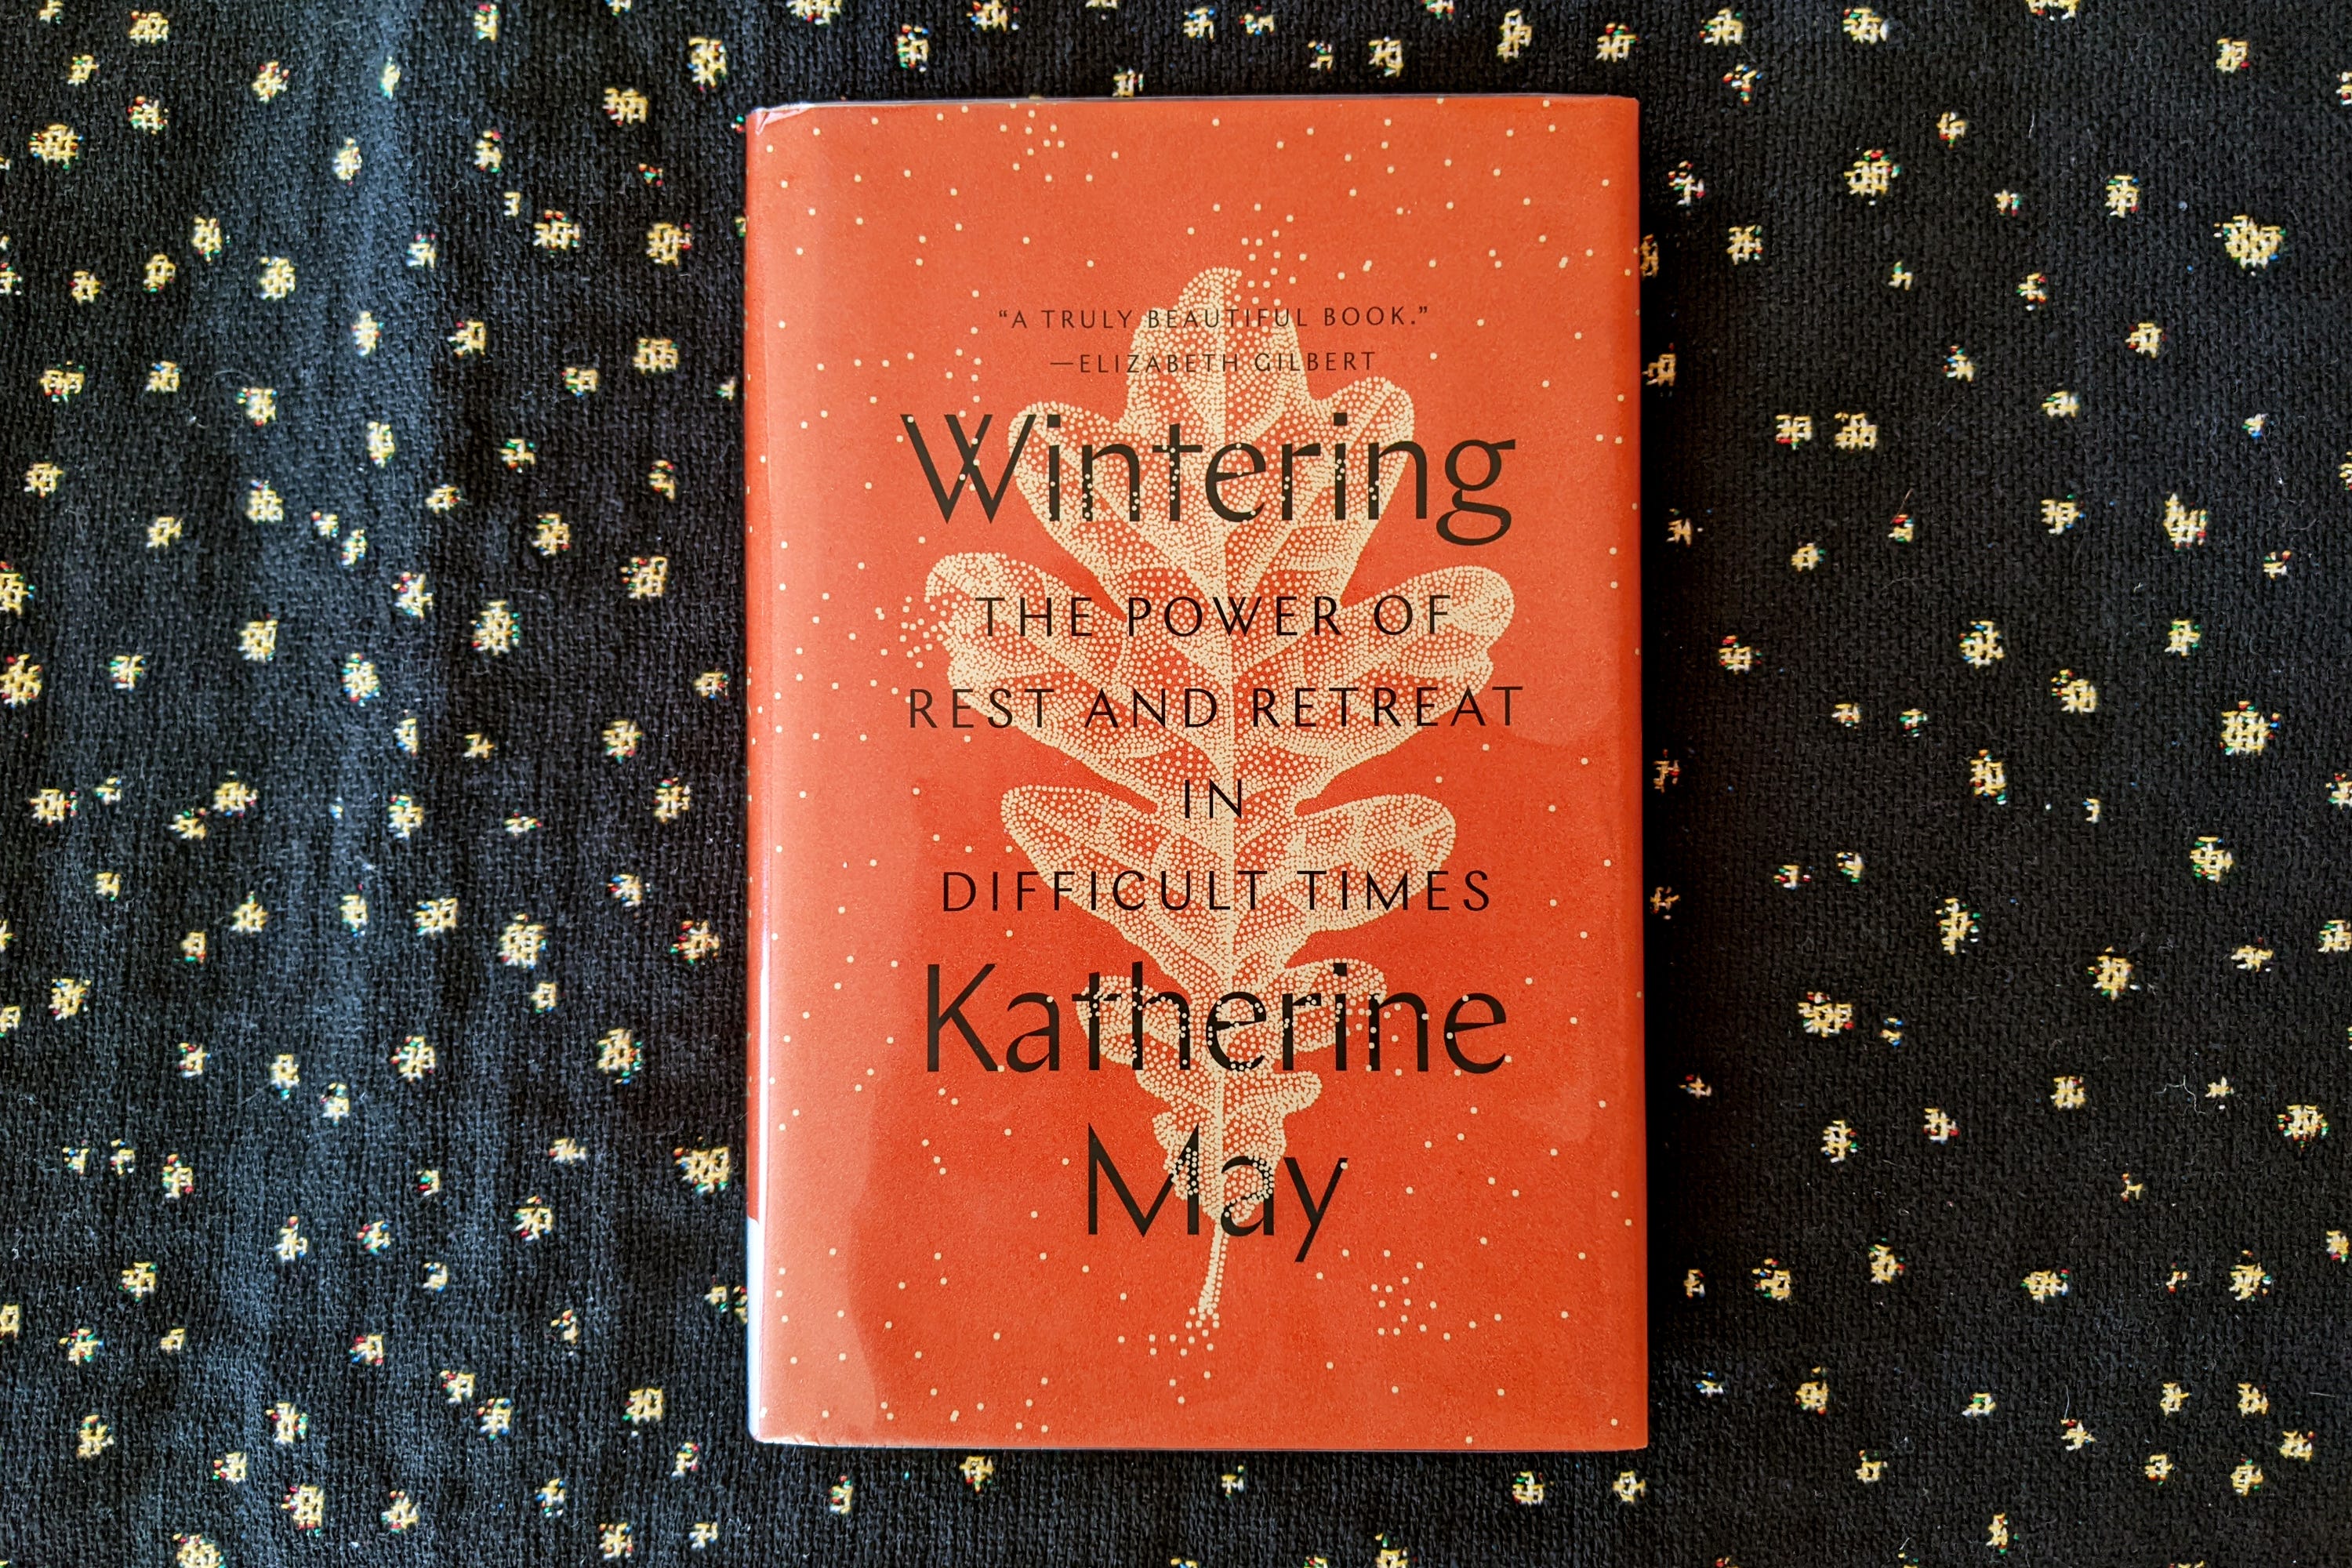 “A TRULY BEAUTIFUL BOOK.”
—ELIZABETH GILBERT
Wintering
THE POWER OF
REST AND RETREAT
IN
DIFFICULT TIMES
Katherine
May